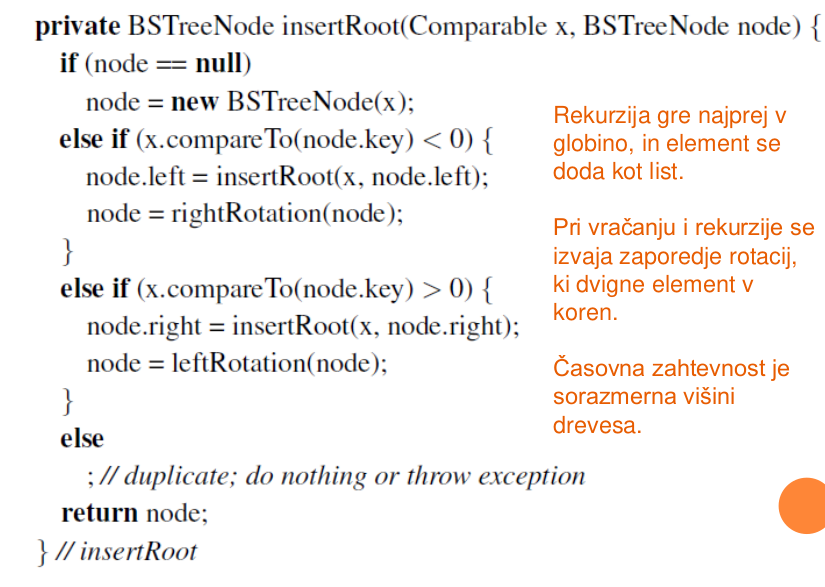 private BSTreeNode insertRoot(Comparable x, BSTreeNode node) {
if (node == null)
node = new BSTreeNode(x);
else if (x.compareTo(node.key) < 0) {
node.left = insertRoot(x, node.left);
node = rightRotation(node);
}
else if (x.compareTo(node.key) > 0) {
node.right = insertRoot(x, node.right);
node = leftRotation(node);
}
else
; // duplicate; do nothing or throw exception
return node;
} // insertRoot
Rekurzija gre najprej v
globino, in element se
doda kot list.
Pri vračanju i rekurzije se
izvaja zaporedje rotacij,
ki dvigne element v
koren.
Časovna zahtevnost je
sorazmerna višini
drevesa.